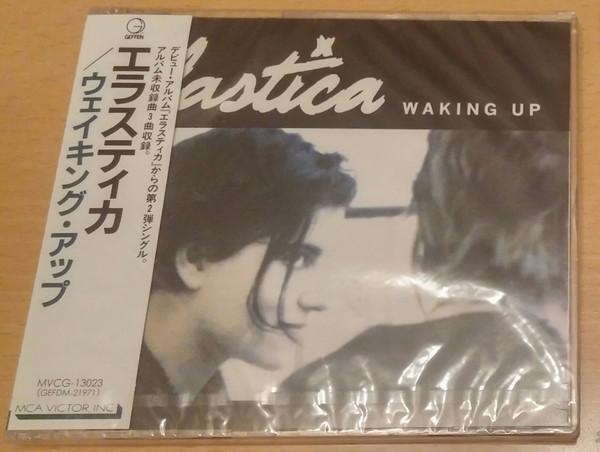 GEFFEN
エラスティカ
/ウェイキング・アップ
デビュー・アルバム『エラスティカ』からの第2弾シングル。
アルバム未収録曲3曲収録。
MVCG-13023
(GEFDM-21971)
MCA VICTOR INC
lastica
WAKING UP